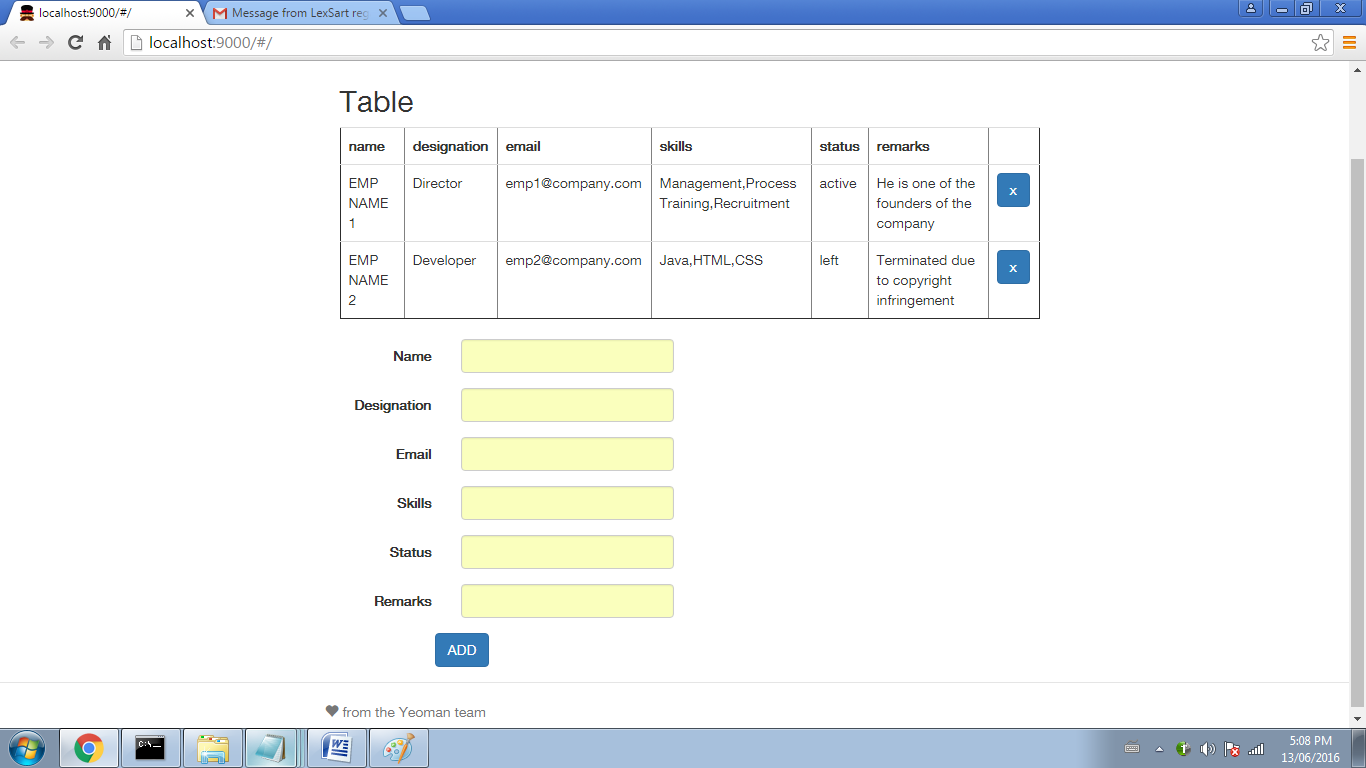 localhost:9000/#/
Message from LexSart reg
localhost:9000/#/
Table
name designation email skills status remarks
EMP NAME 1 Director emp1@company.com Management,Process Training,Recruitment active He is one of the founders of the company x
EMP NAME 2 Developer emp2@company.com Java,HTML,CSS left Terminated due to copyright infringement x
Name
Designation
Email
Skills
Status
Remarks
ADD
from the Yeoman team
5:08 PM
13/06/2016